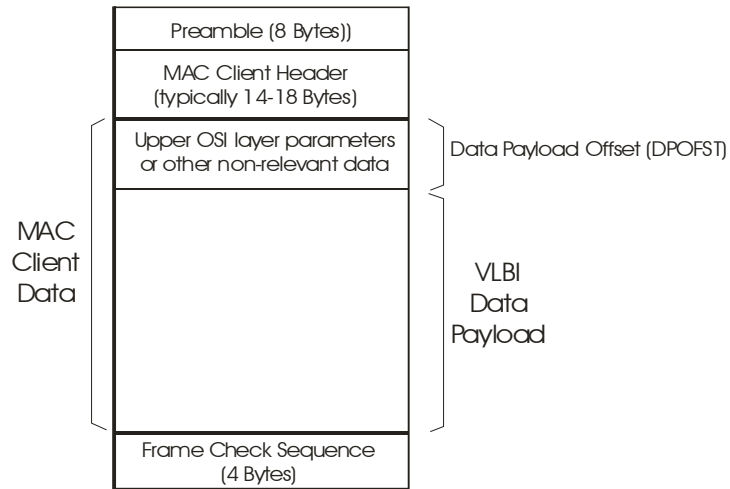 Preamble (8 Bytes))
MAC Client Header
(typically 14-18 Bytes)
Upper OSI layer parameters
or other non-relevant data
Data Payload Offset (DPOFST)
MAC
Client
Data
VLBI
Data
Payload
Frame Check Sequence
(4 Bytes)